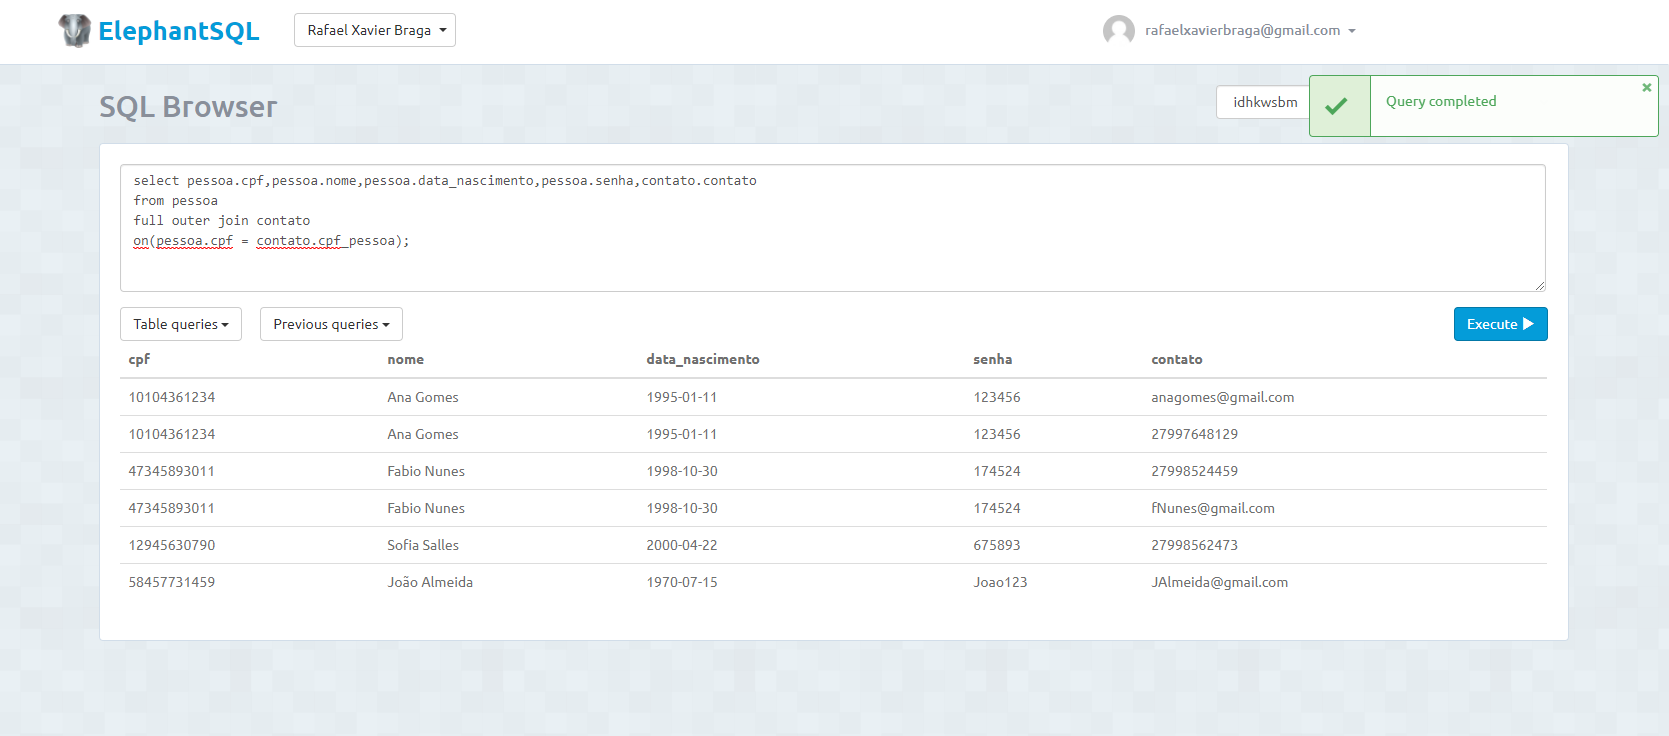 ElephantSQL Rafael Xavier Braga rafaelxavierbraga@gmail.com
SQL Browser idhkwsbm Query completed
select pessoa.cpf,pessoa.nome,pessoa.data_nascimento,pessoa.senha,contato.contato
from pessoa
full outer join contato
on(pessoa.cpf = contato.cpf_pessoa);
Table queries Previous queries Execute
cpf nome data_nascimento senha contato
10104361234 Ana Gomes 1995-01-11 123456 anagomes@gmail.com
10104361234 Ana Gomes 1995-01-11 123456 27997648129
47345893011 Fabio Nunes 1998-10-30 174524 27998524459
47345893011 Fabio Nunes 1998-10-30 174524 fNunes@gmail.com
12945630790 Sofia Salles 2000-04-22 675893 27998562473
58457731459 João Almeida 1970-07-15 Joao123 JAlmeida@gmail.com